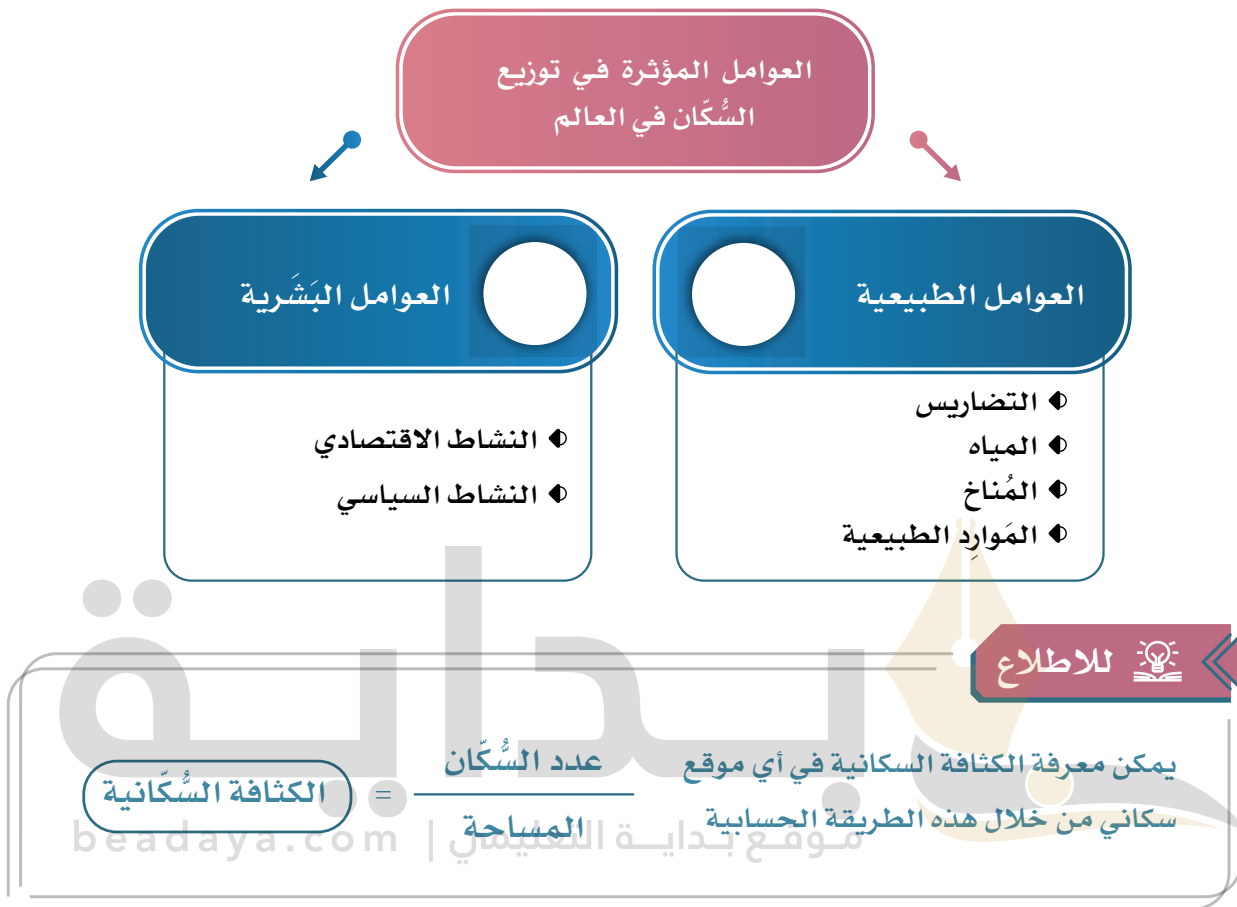 العوامل المؤثرة في توزيع
السُّكّان في العالم
العوامل الطبيعية
التضاريس
المياه
المُناخ
المَوارِد الطبيعية
العوامل البَشَرية
النشاط الاقتصادي
النشاط السياسي
للاطلاع
يمكن معرفة الكثافة السكانية في أي موقع
سكاني من خلال هذه الطريقة الحسابية
عدد السُّكّان
المساحة
=
الكثافة السُّكّانية
بـدايـــة
موقع بدايــة التعليمي | beadaya.com